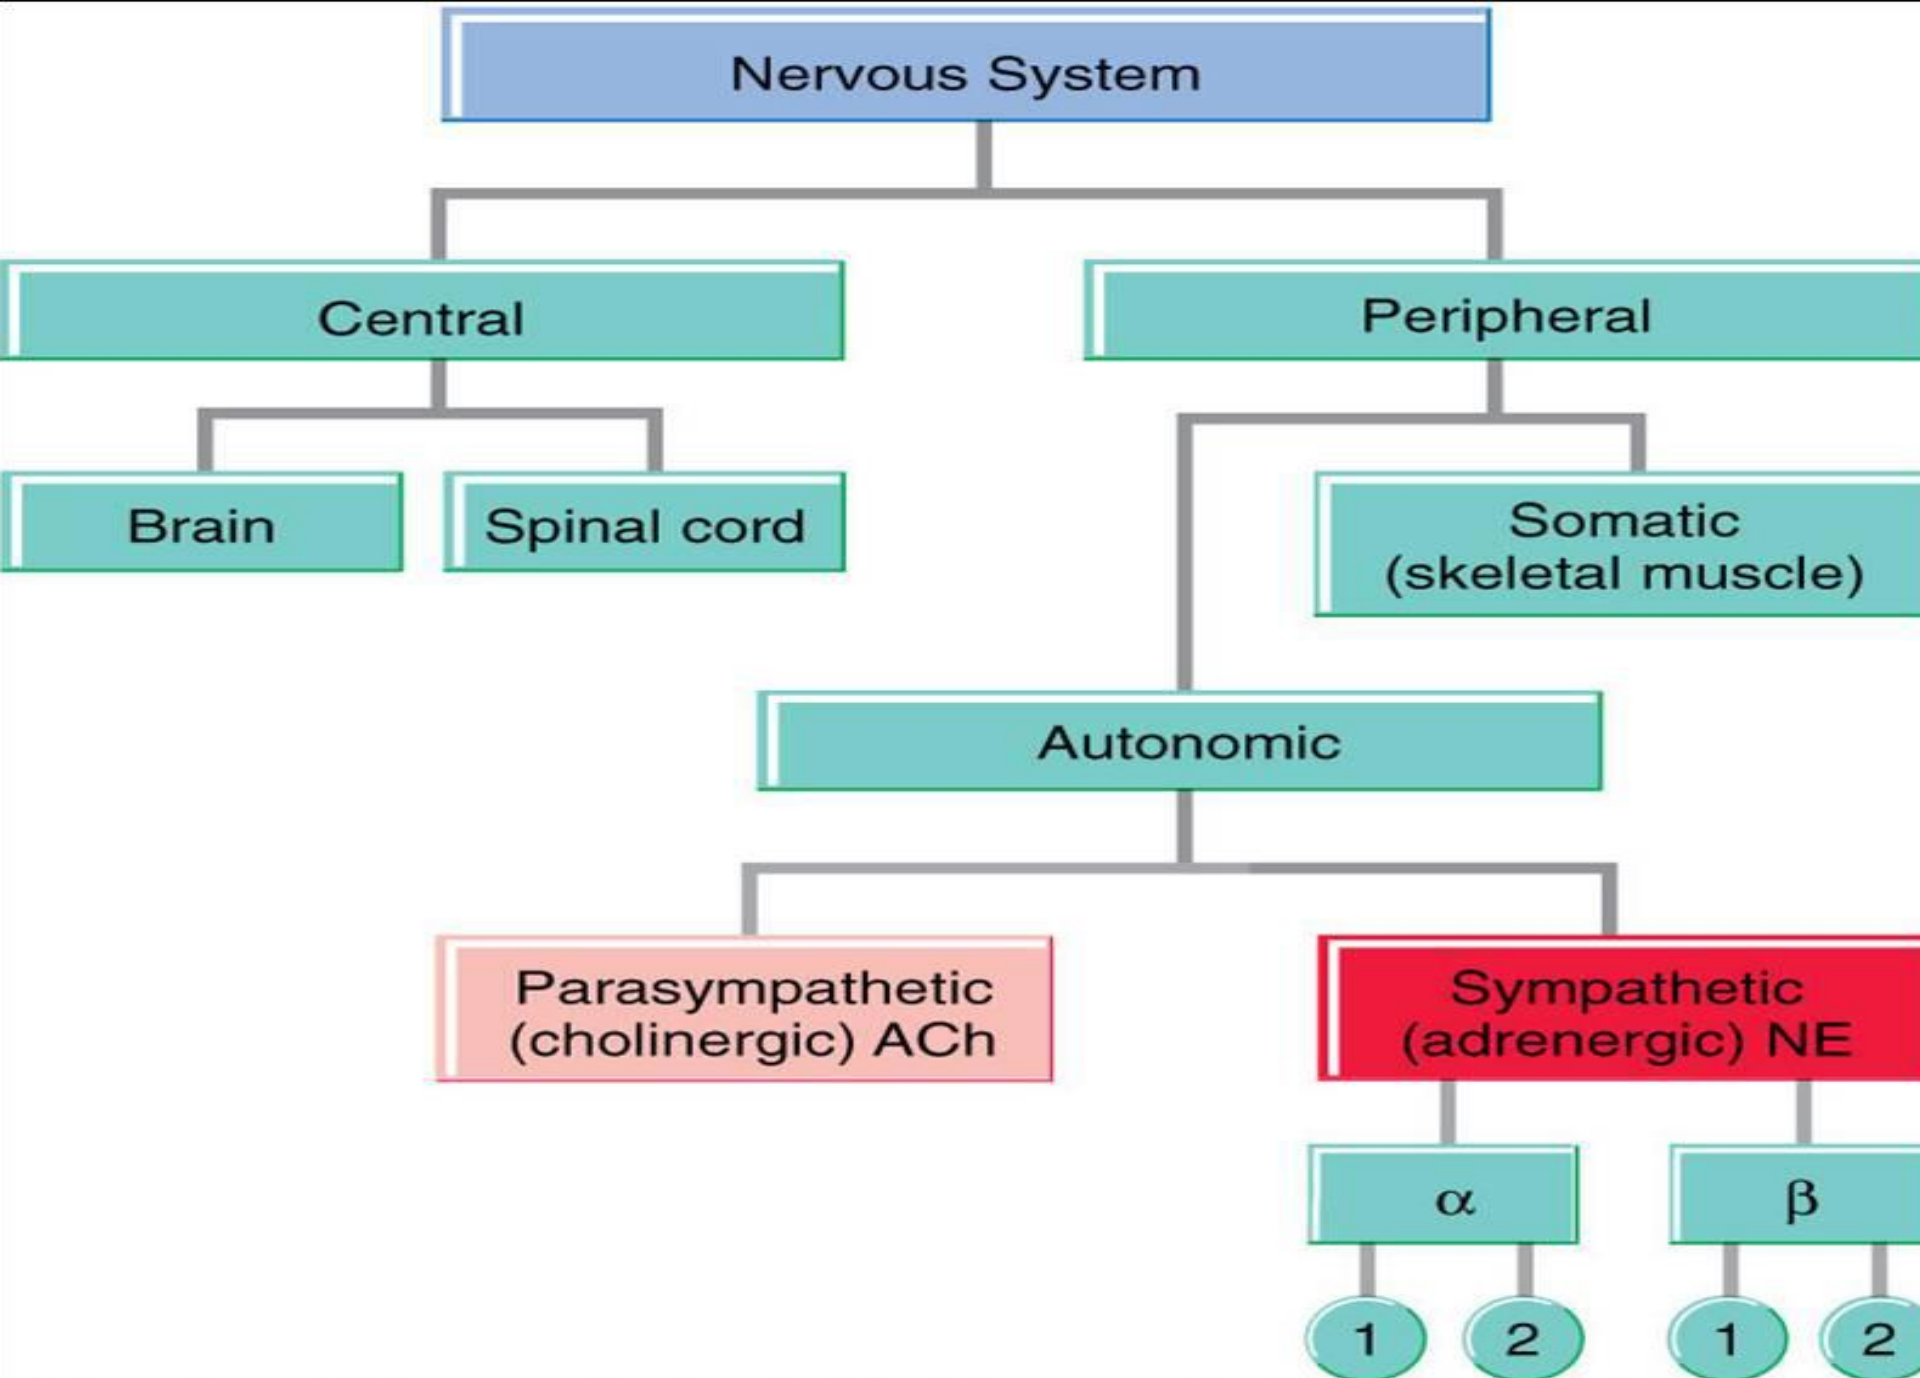 Nervous System
Central
Peripheral
Brain
Spinal cord
Somatic
(skeletal muscle)
Autonomic
Parasympathetic
(cholinergic) ACh
Sympathetic
(adrenergic) NE
α
β
1
2
1
2